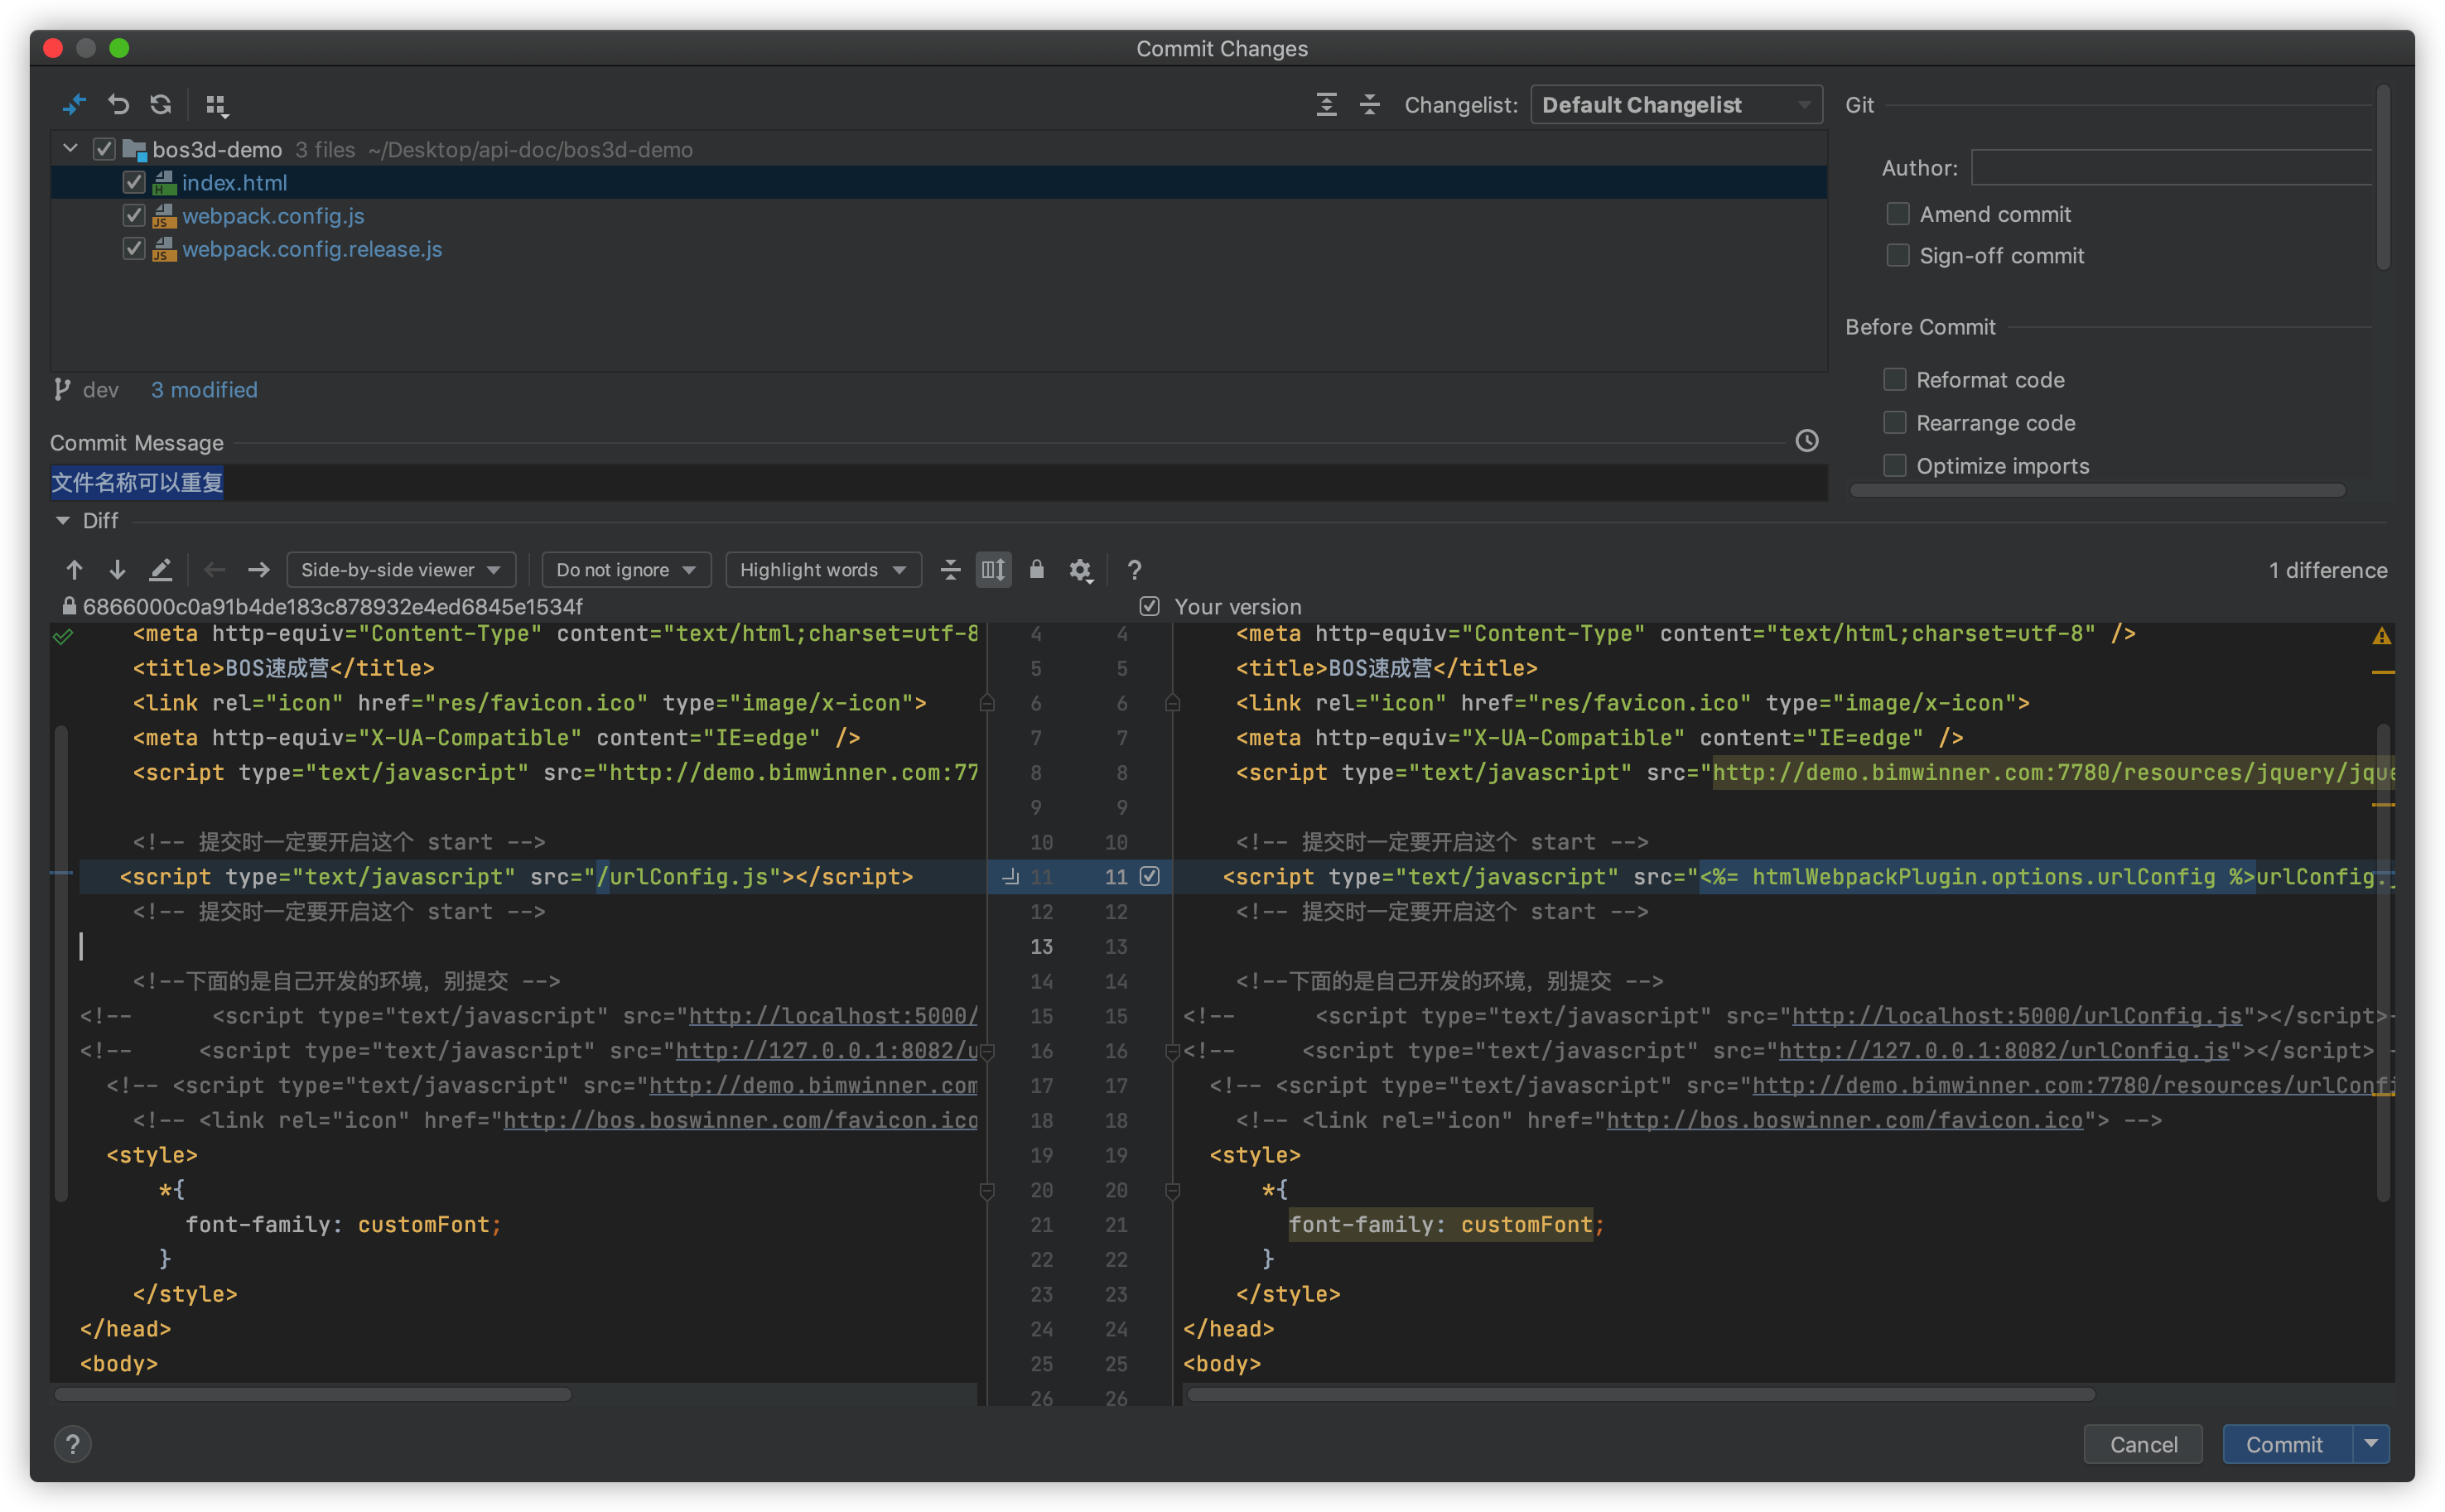 Commit Changes
Changelist: Default Changelist
bos3d-demo 3 files ~/Desktop/api-doc/bos3d-demo
index.html
webpack.config.js
webpack.config.release.js
dev 3 modified
Commit Message
文件名称可以重复
Git
Author:
Amend commit
Sign-off commit
Before Commit
Reformat code
Rearrange code
Optimize imports
Diff
Side-by-side viewer Do not ignore Highlight words ? 1 difference
6866000c0a91b4de183c878932e4ed6845e1534f
<meta http-equiv="Content-Type" content="text/html;charset=utf-8
<title>BOS速成营</title>
<link rel="icon" href="res/favicon.ico" type="image/x-icon">
<meta http-equiv="X-UA-Compatible" content="IE=edge" />
<script type="text/javascript" src="http://demo.bimwinner.com:77
<!-- 提交时一定要开启这个 start -->
<script type="text/javascript" src="/urlConfig.js"></script>
<!-- 提交时一定要开启这个 start -->
<!--下面的是自己开发的环境，别提交 -->
<!-- <script type="text/javascript" src="http://localhost:5000/
<!-- <script type="text/javascript" src="http://127.0.0.1:8082/u
<!-- <script type="text/javascript" src="http://demo.bimwinner.com
<!-- <link rel="icon" href="http://bos.boswinner.com/favicon.ico
<style>
*{
font-family: customFont;
}
</style>
</head>
<body>
4 4
5 5
6 6
7 7
8 8
9 9
10 10
11 11
12 12
13 13
14 14
15 15
16 16
17 17
18 18
19 19
20 20
21 21
22 22
23 23
24 24
25 25
26 26
Your version
<meta http-equiv="Content-Type" content="text/html;charset=utf-8" />
<title>BOS速成营</title>
<link rel="icon" href="res/favicon.ico" type="image/x-icon">
<meta http-equiv="X-UA-Compatible" content="IE=edge" />
<script type="text/javascript" src="http://demo.bimwinner.com:7780/resources/jquery/jque
<!-- 提交时一定要开启这个 start -->
<script type="text/javascript" src="<%= htmlWebpackPlugin.options.urlConfig %>urlConfig.j
<!-- 提交时一定要开启这个 start -->
<!--下面的是自己开发的环境，别提交 -->
<!-- <script type="text/javascript" src="http://localhost:5000/urlConfig.js"></script>-
<!-- <script type="text/javascript" src="http://127.0.0.1:8082/urlConfig.js"></script> -
<!-- <script type="text/javascript" src="http://demo.bimwinner.com:7780/resources/urlConfi
<!-- <link rel="icon" href="http://bos.boswinner.com/favicon.ico"> -->
<style>
*{
font-family: customFont;
}
</style>
</head>
<body>
? Cancel Commit